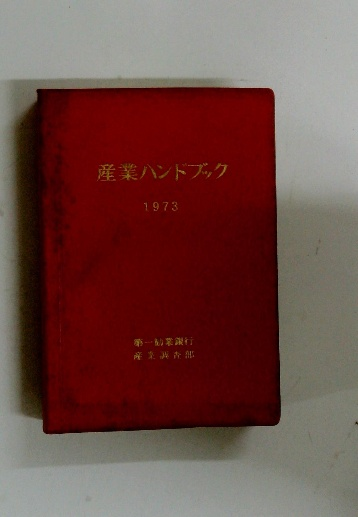 産業ハンドブック
1973
第一勧業銀行
産業調査部